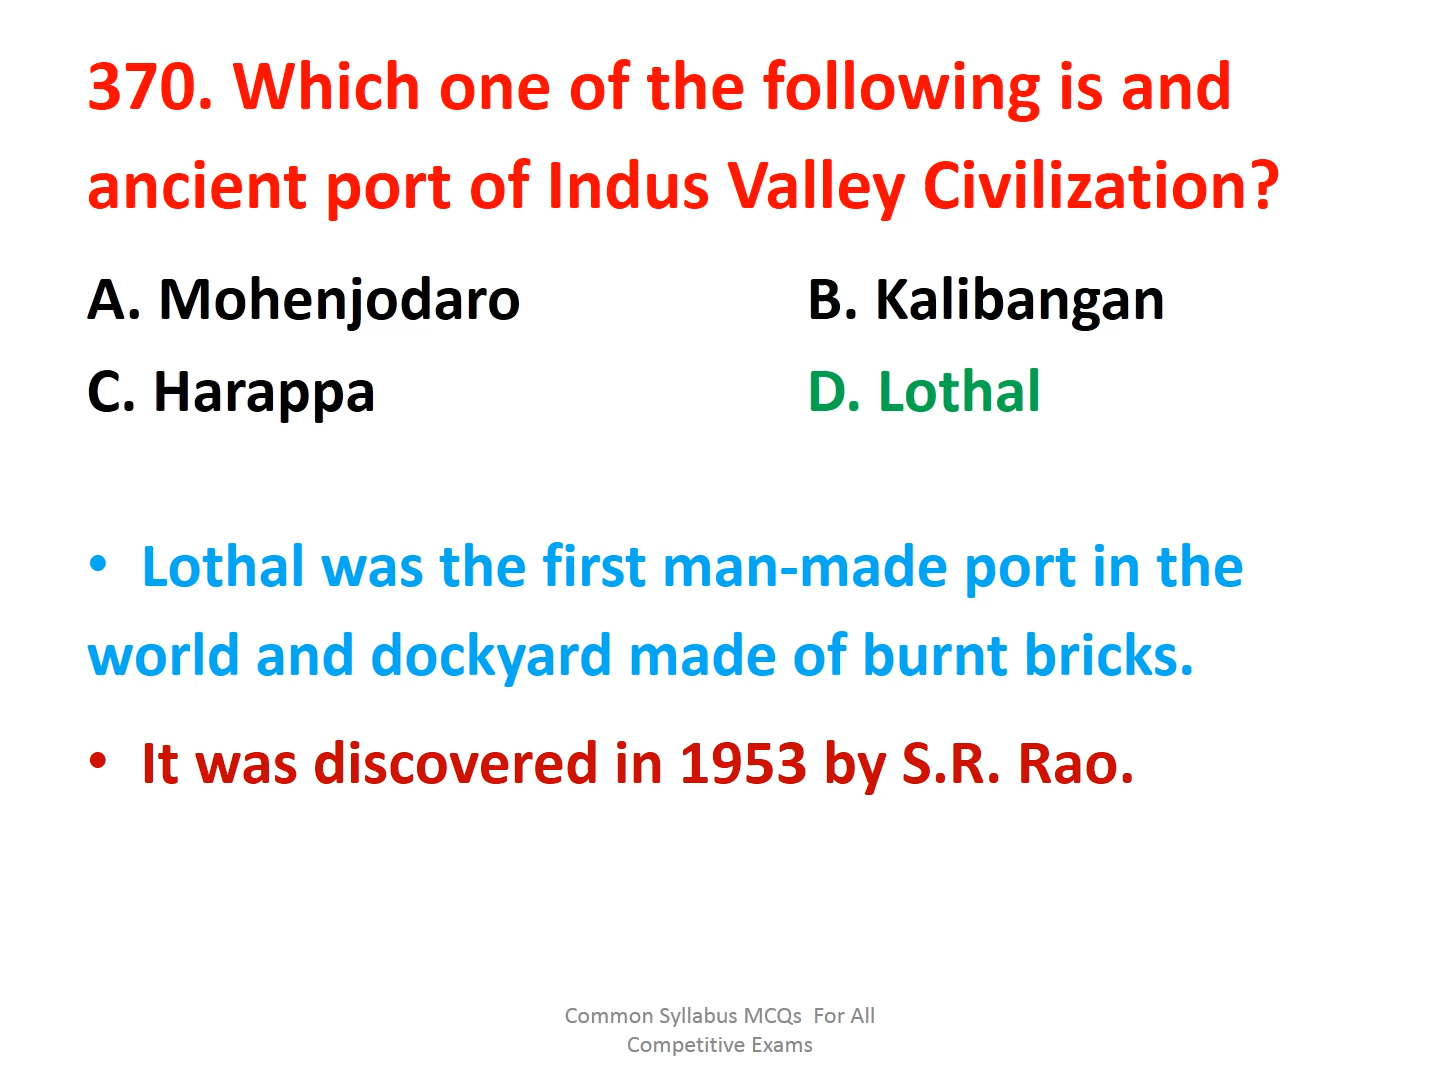 370. Which one of the following is and
ancient port of Indus Valley Civilization?
A. Mohenjodaro B. Kalibangan
C. Harappa D. Lothal
• Lothal was the first man-made port in the
world and dockyard made of burnt bricks.
• It was discovered in 1953 by S.R. Rao.
Common Syllabus MCQs For All
Competitive Exams